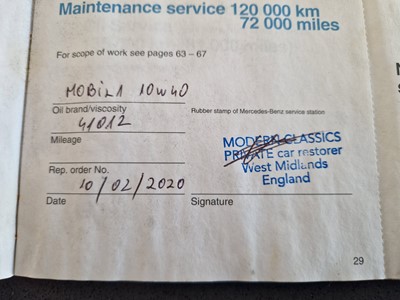 Maintenance service 120 000 km
72 000 miles
For scope of work see pages 63 – 67
MOBIL 1 10W40
Oil brand/viscosity
Rubber stamp of Mercedes-Benz service station
41012
Mileage
MODERN CLASSICS
PRIVATE car restorer
West Midlands
England
Rep. order No.
10/02/2020
Date
Signature
29